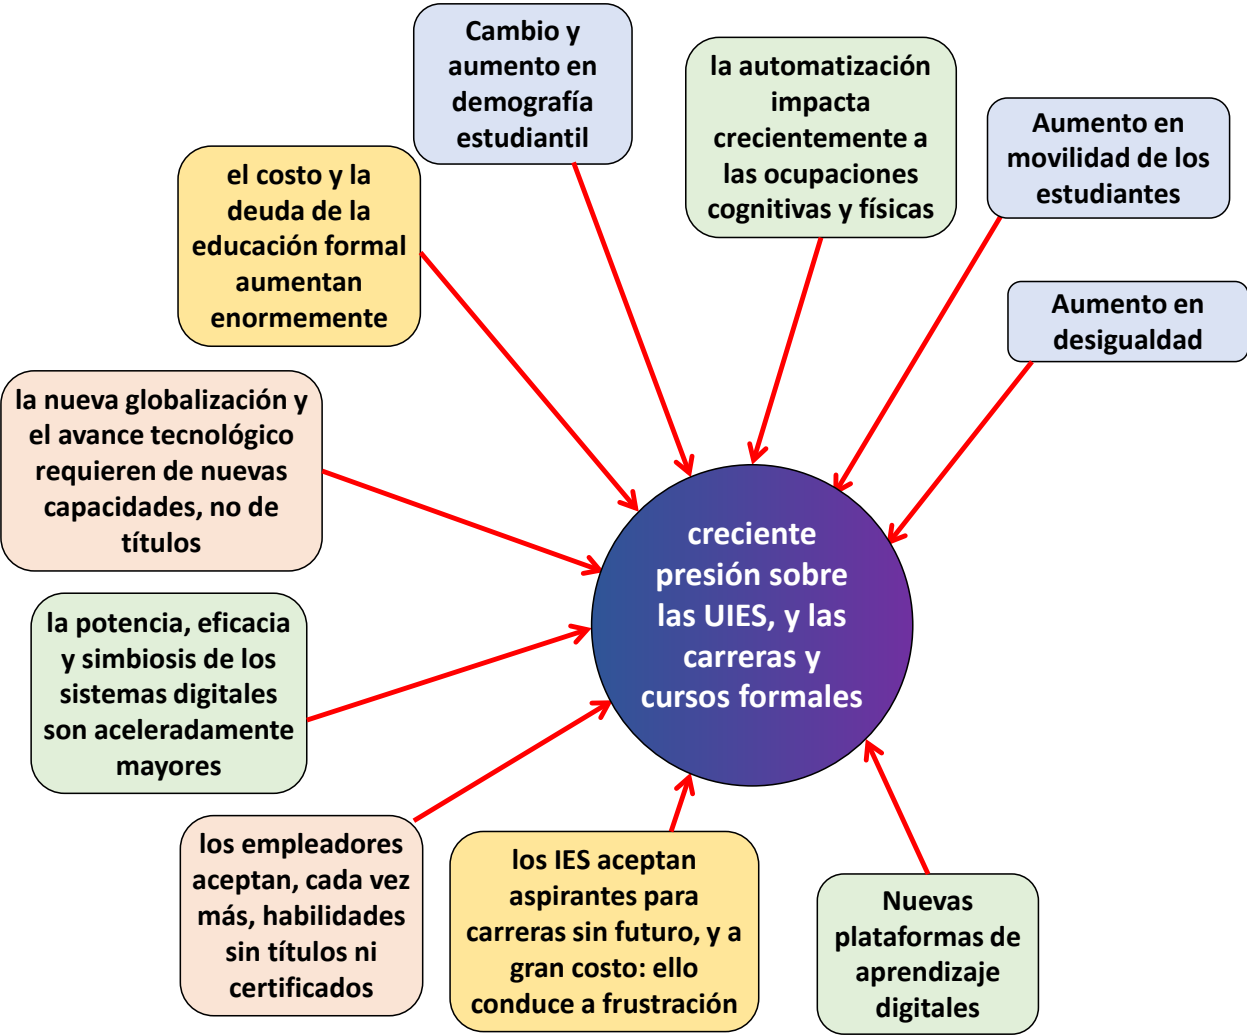 Cambio y
aumento en
demografía
estudiantil
la automatización
impacta
crecientemente a
las ocupaciones
cognitivas y físicas
Aumento en
movilidad de los
estudiantes
el costo y la
deuda de la
educación formal
aumentan
enormemente
Aumento en
desigualdad
la nueva globalización y
el avance tecnológico
requieren de nuevas
capacidades, no de
títulos
creciente
presión sobre
las UIES, y las
carreras y
cursos formales
la potencia, eficacia
y simbiosis de los
sistemas digitales
son aceleradamente
mayores
los empleadores
aceptan, cada vez
más, habilidades
sin títulos ni
certificados
los IES aceptan
aspirantes para
carreras sin futuro, y a
gran costo: ello
conduce a frustración
Nuevas
plataformas de
aprendizaje
digitales